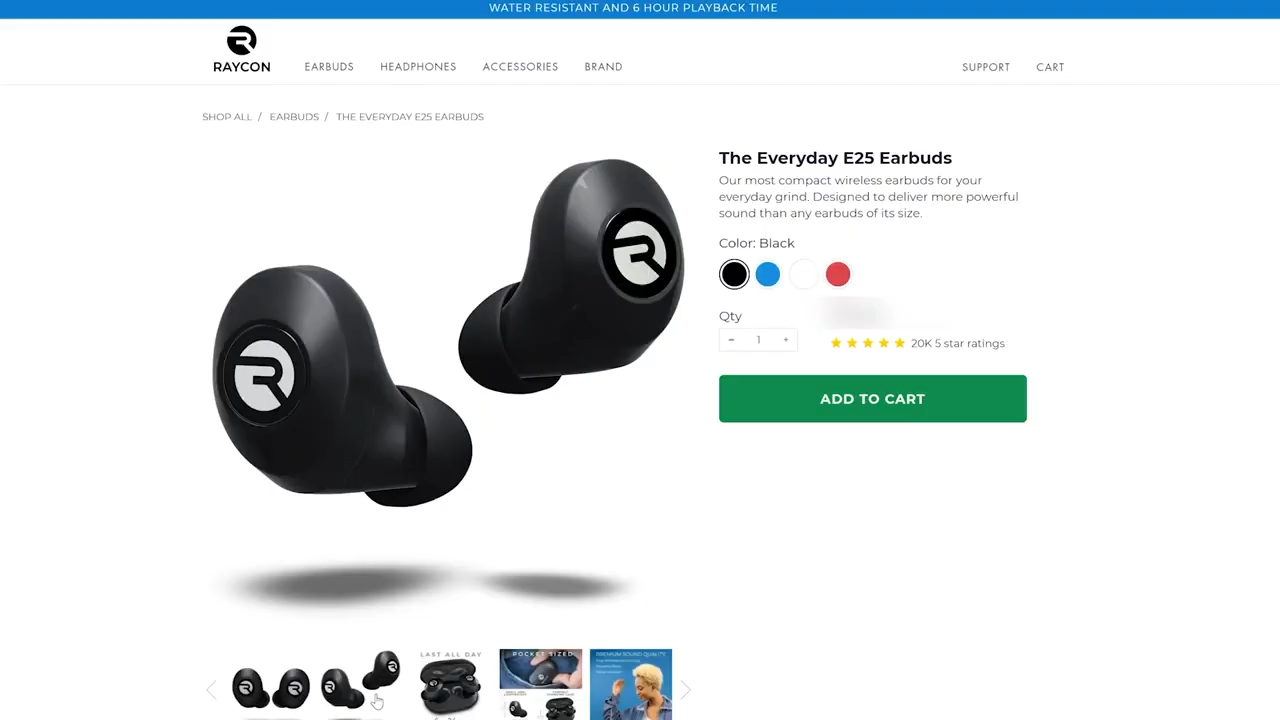 WATER RESISTANT AND 6 HOUR PLAYBACK TIME
RAYCON
EARBUDS
HEADPHONES
ACCESSORIES
BRAND
SUPPORT
CART
SHOP ALL / EARBUDS / THE EVERYDAY E25 EARBUDS
The Everyday E25 Earbuds
Our most compact wireless earbuds for your
everyday grind. Designed to deliver more powerful
sound than any earbuds of its size.
Color: Black
Qty
- 1 +
20K 5 star ratings
ADD TO CART
LAST ALL DAY
POCKET SIZED
PREMIUM SOUND QUALITY